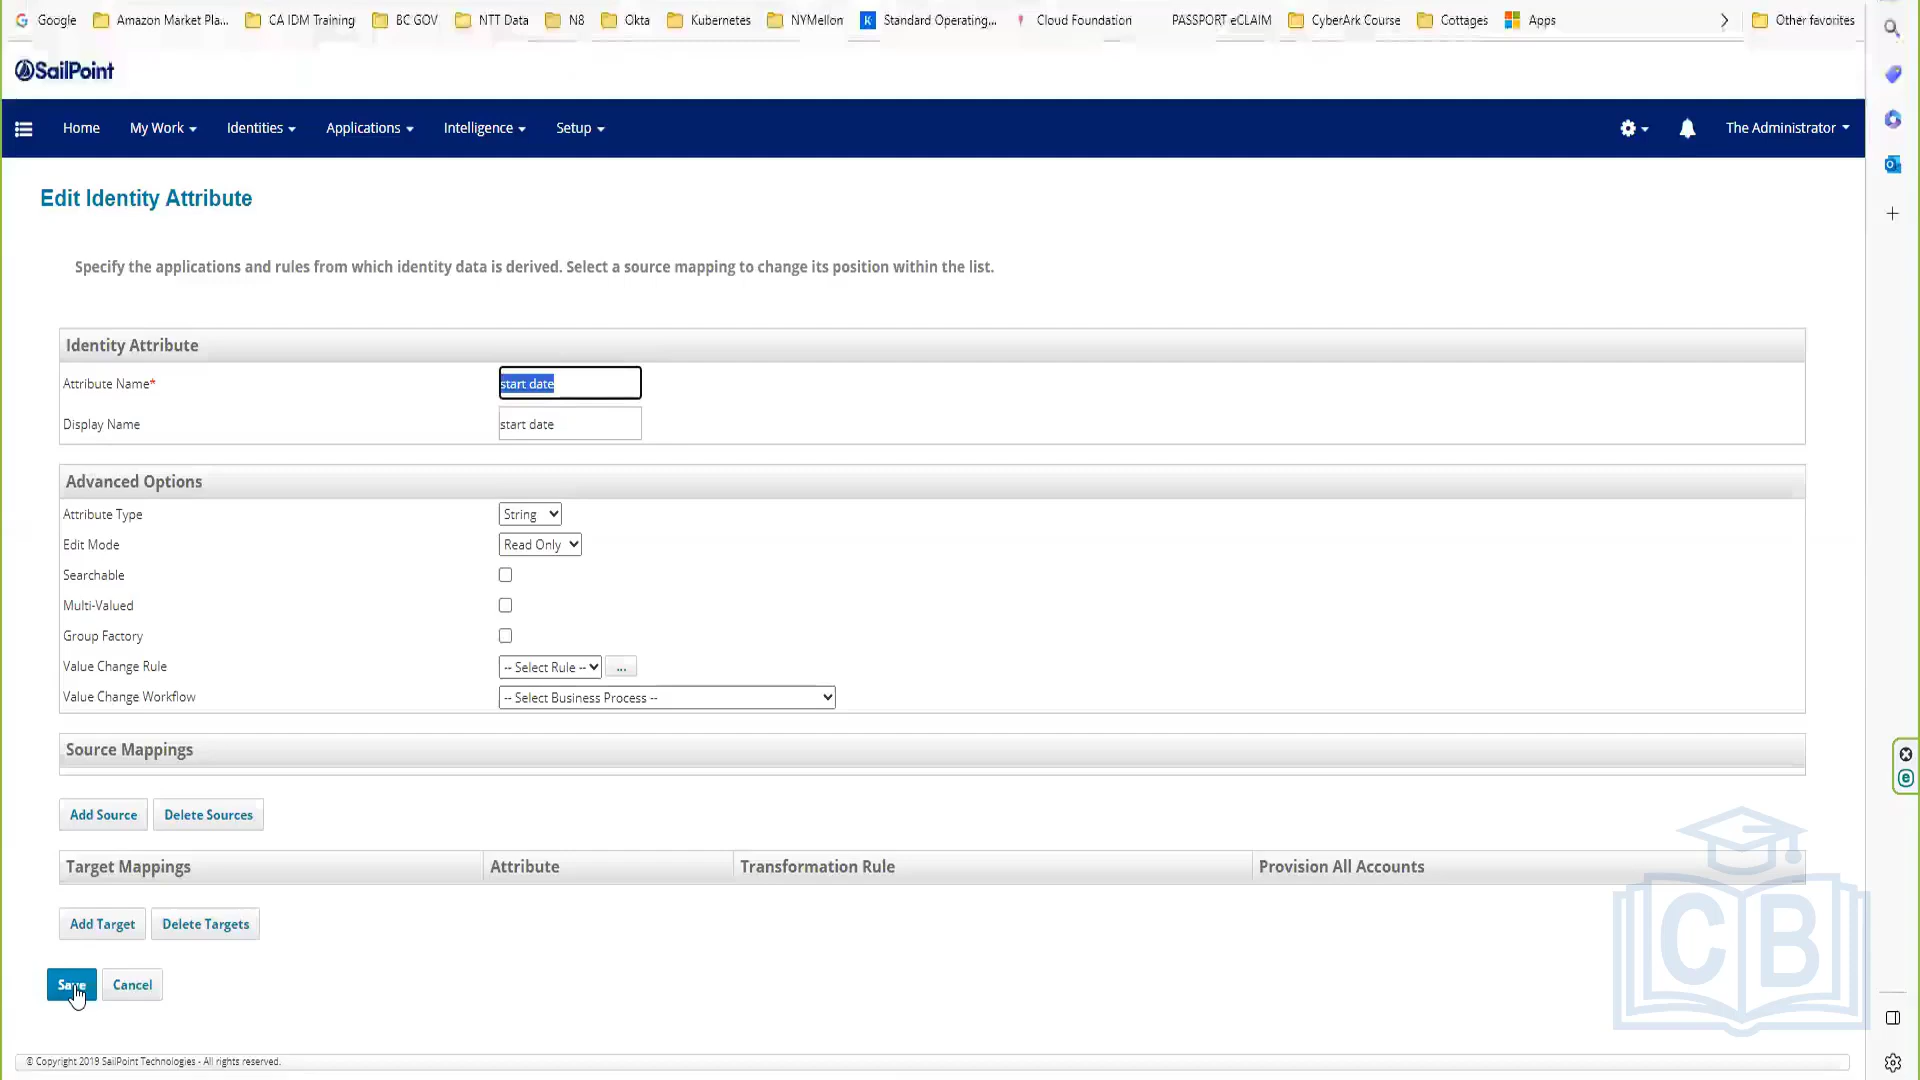 Google Amazon Market Pla... CA IDM Training BC GOV NTT Data N8 Okta Kubernetes NYMellon K Standard Operating... Cloud Foundation PASSPORT eCLAIM CyberArk Course Cottages Apps Other favorites
SailPoint
Home My Work Identities Applications Intelligence Setup The Administrator
Edit Identity Attribute
Specify the applications and rules from which identity data is derived. Select a source mapping to change its position within the list.
Identity Attribute
Attribute Name* start date
Display Name start date
Advanced Options
Attribute Type String
Edit Mode Read Only
Searchable
Multi-Valued
Group Factory
Value Change Rule -- Select Rule -- ...
Value Change Workflow -- Select Business Process --
Source Mappings
Add Source Delete Sources
Target Mappings Attribute Transformation Rule Provision All Accounts
Add Target Delete Targets
Save Cancel
CB
© Copyright 2019 SailPoint Technologies - All rights reserved.